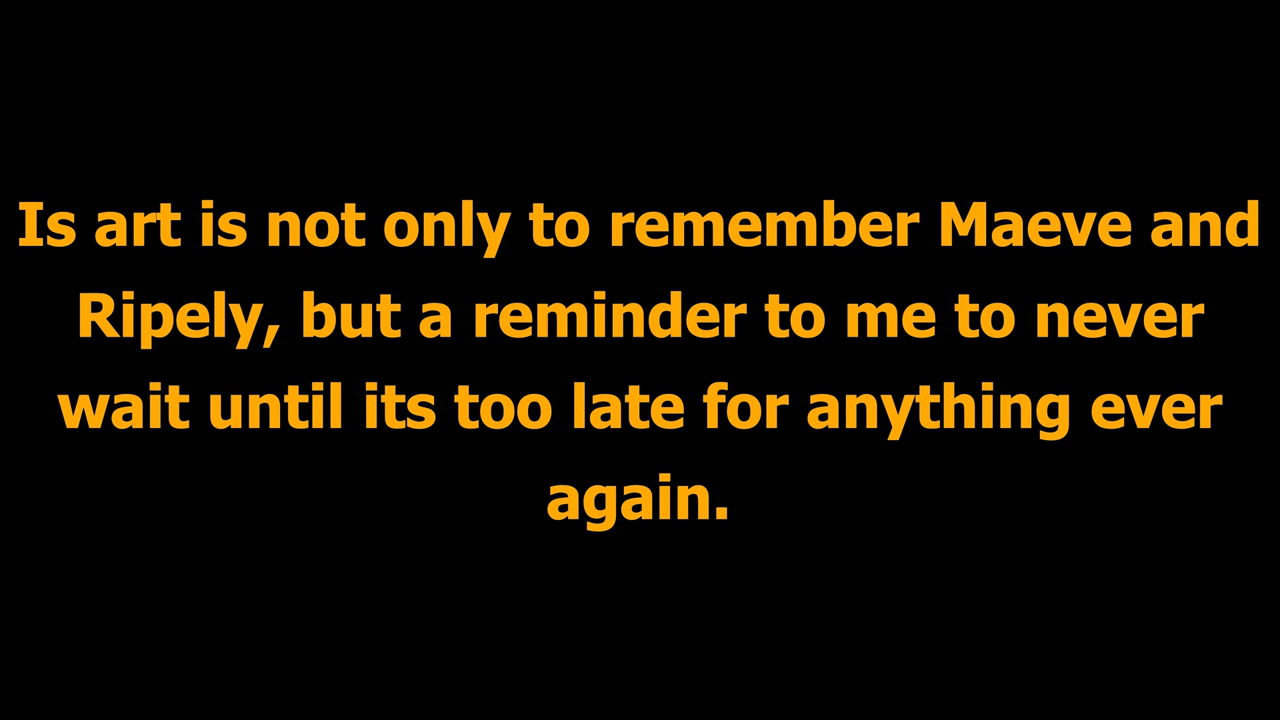 Is art is not only to remember Maeve and
Ripely, but a reminder to me to never
wait until its too late for anything ever
again.